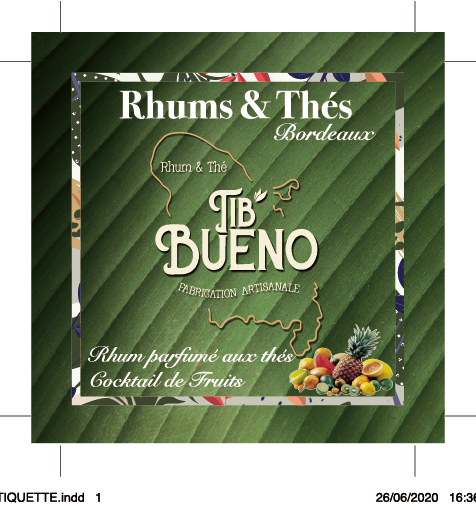 Rhums & Thés
Bordeaux
Rhum & Thé
TIB'
BUENO
FABRICATION ARTISANALE
Rhum parfumé aux thés
Cocktail de Fruits
TIQUETTE.indd 1
26/06/2020 16:36